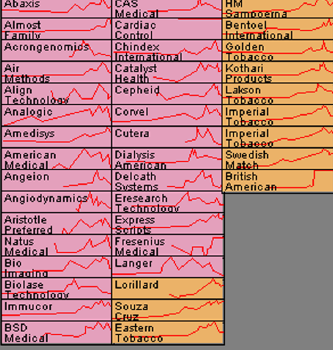 Abaxis
Almost
Family
Acrongenomics
Air
Methods
Align
Technology
Analogic
Amedisys
American
Medical
Angeion
Angiodynamics
Aristotle
Preferred
Natus
Medical
Bio
Imaging
Biolase
Technology
Immucor
BSD
Medical
CAS
Medical
Cardiac
Control
Chindex
International
Catalyst
Health
Cepheid
Corvel
Cutera
Dialysis
American
Delcath
Systems
Eresearch
Technology
Express
Scripts
Fresenius
Medical
Langer
Lorillard
Souza
Cruz
Eastern
Tobacco
HM
Sampoerna
Bentoel
International
Golden
Tobacco
Kothari
Products
Lakson
Tobacco
Imperial
Tobacco
Imperial
Tobacco
Swedish
Match
British
American